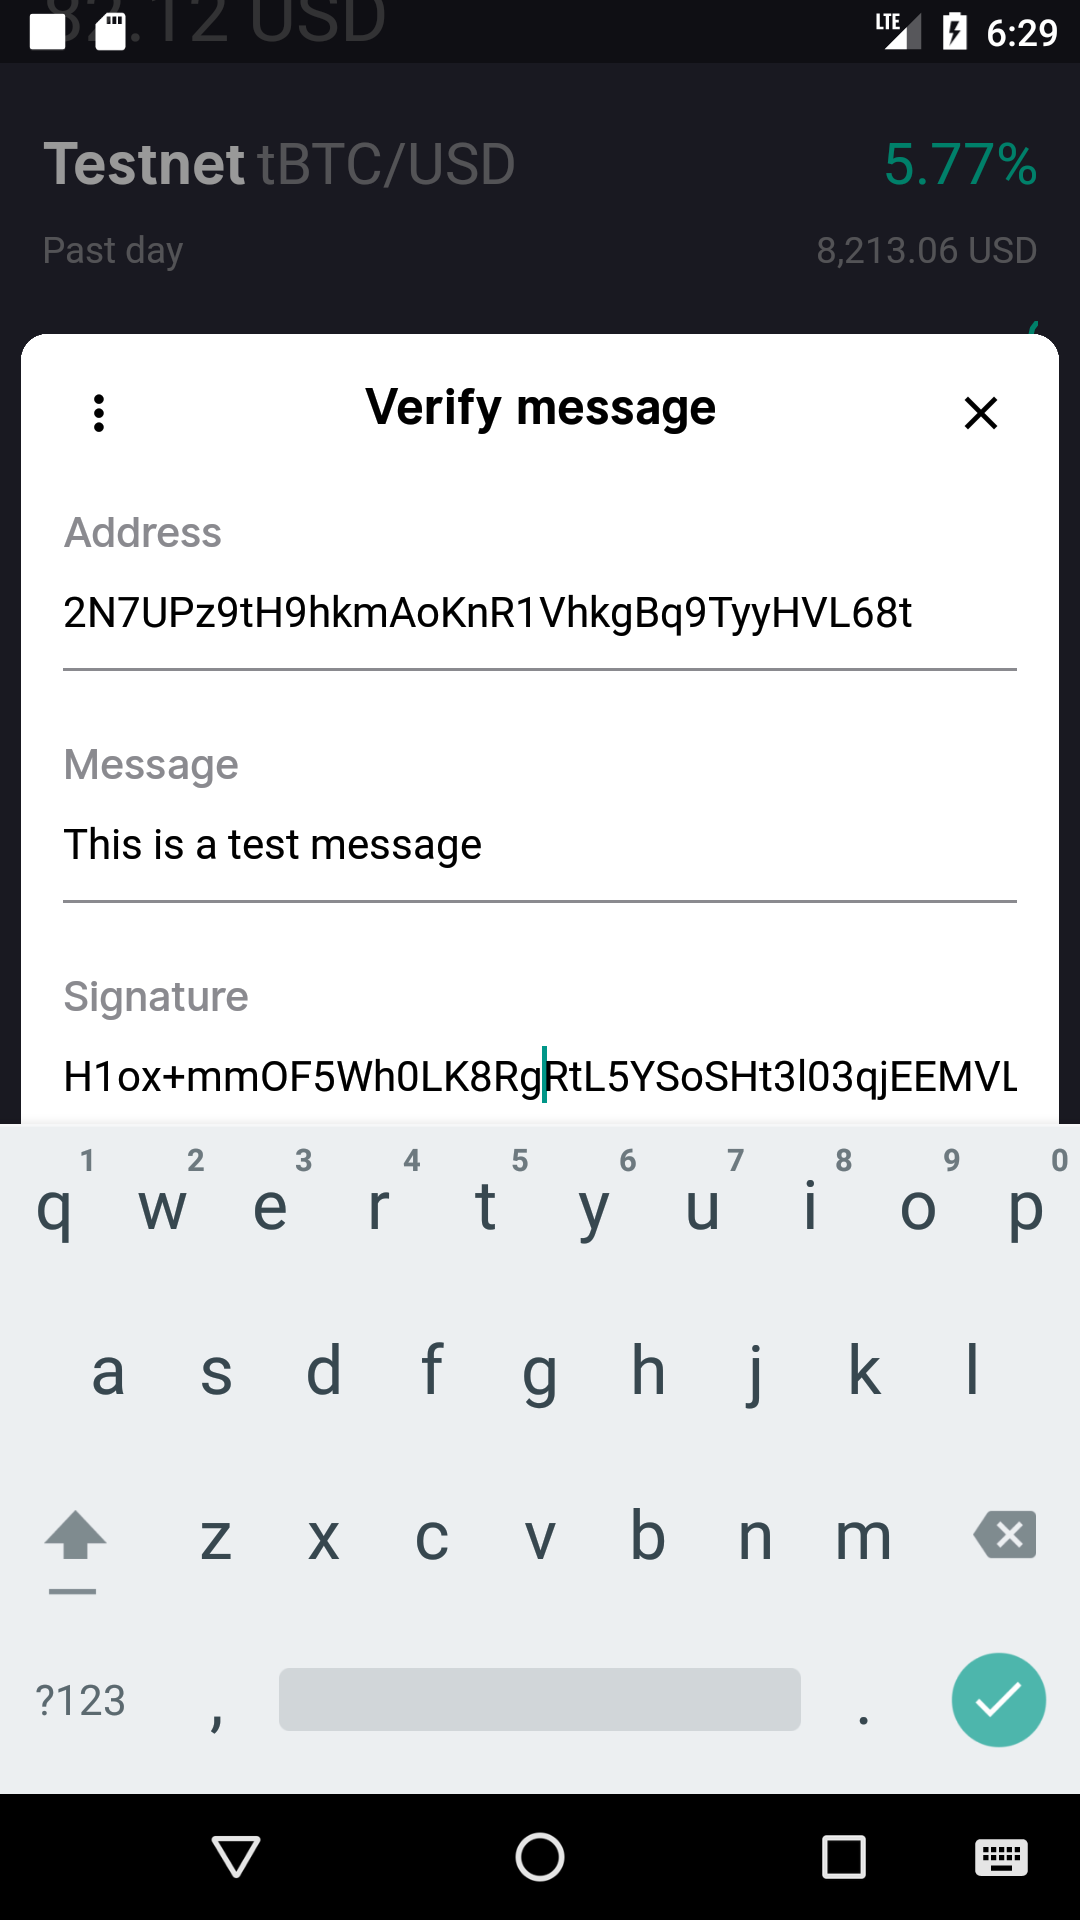 82.12 USD
LTE 6:29
Testnet tBTC/USD 5.77%
Past day 8,213.06 USD
Verify message
Address
2N7UPz9tH9hkmAoKnR1VhkgBq9TyyHVL68t
Message
This is a test message
Signature
H1ox+mmOF5Wh0LK8RgRtL5YSoSHt3l03qjEEMVL
1 2 3 4 5 6 7 8 9 0
q w e r t y u i o p
a s d f g h j k l
z x c v b n m
?123 , .